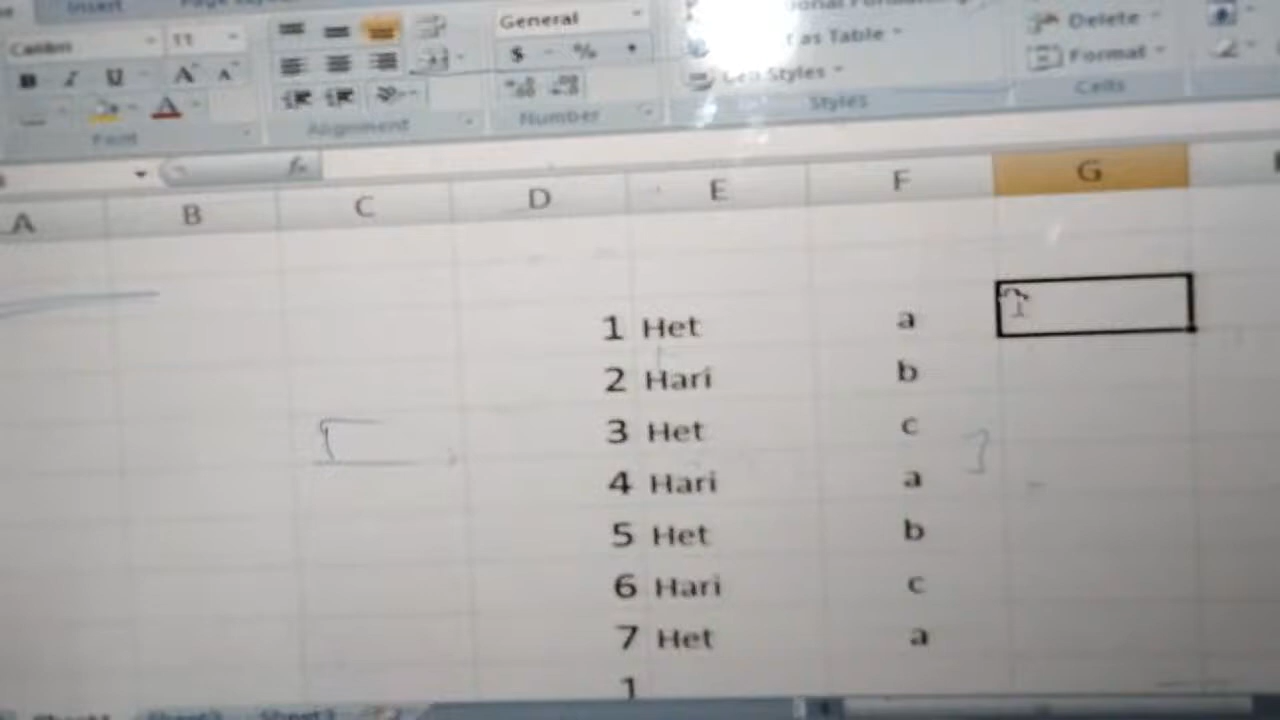 Insert
Calibri 11 General
B I U A A $ %
as Table
Styles
Delete
Format
Font Alignment Number Styles Cells
fx
A B C D E F G
1 Het a
2 Hari b
3 Het c
4 Hari a
5 Het b
6 Hari c
7 Het a
1